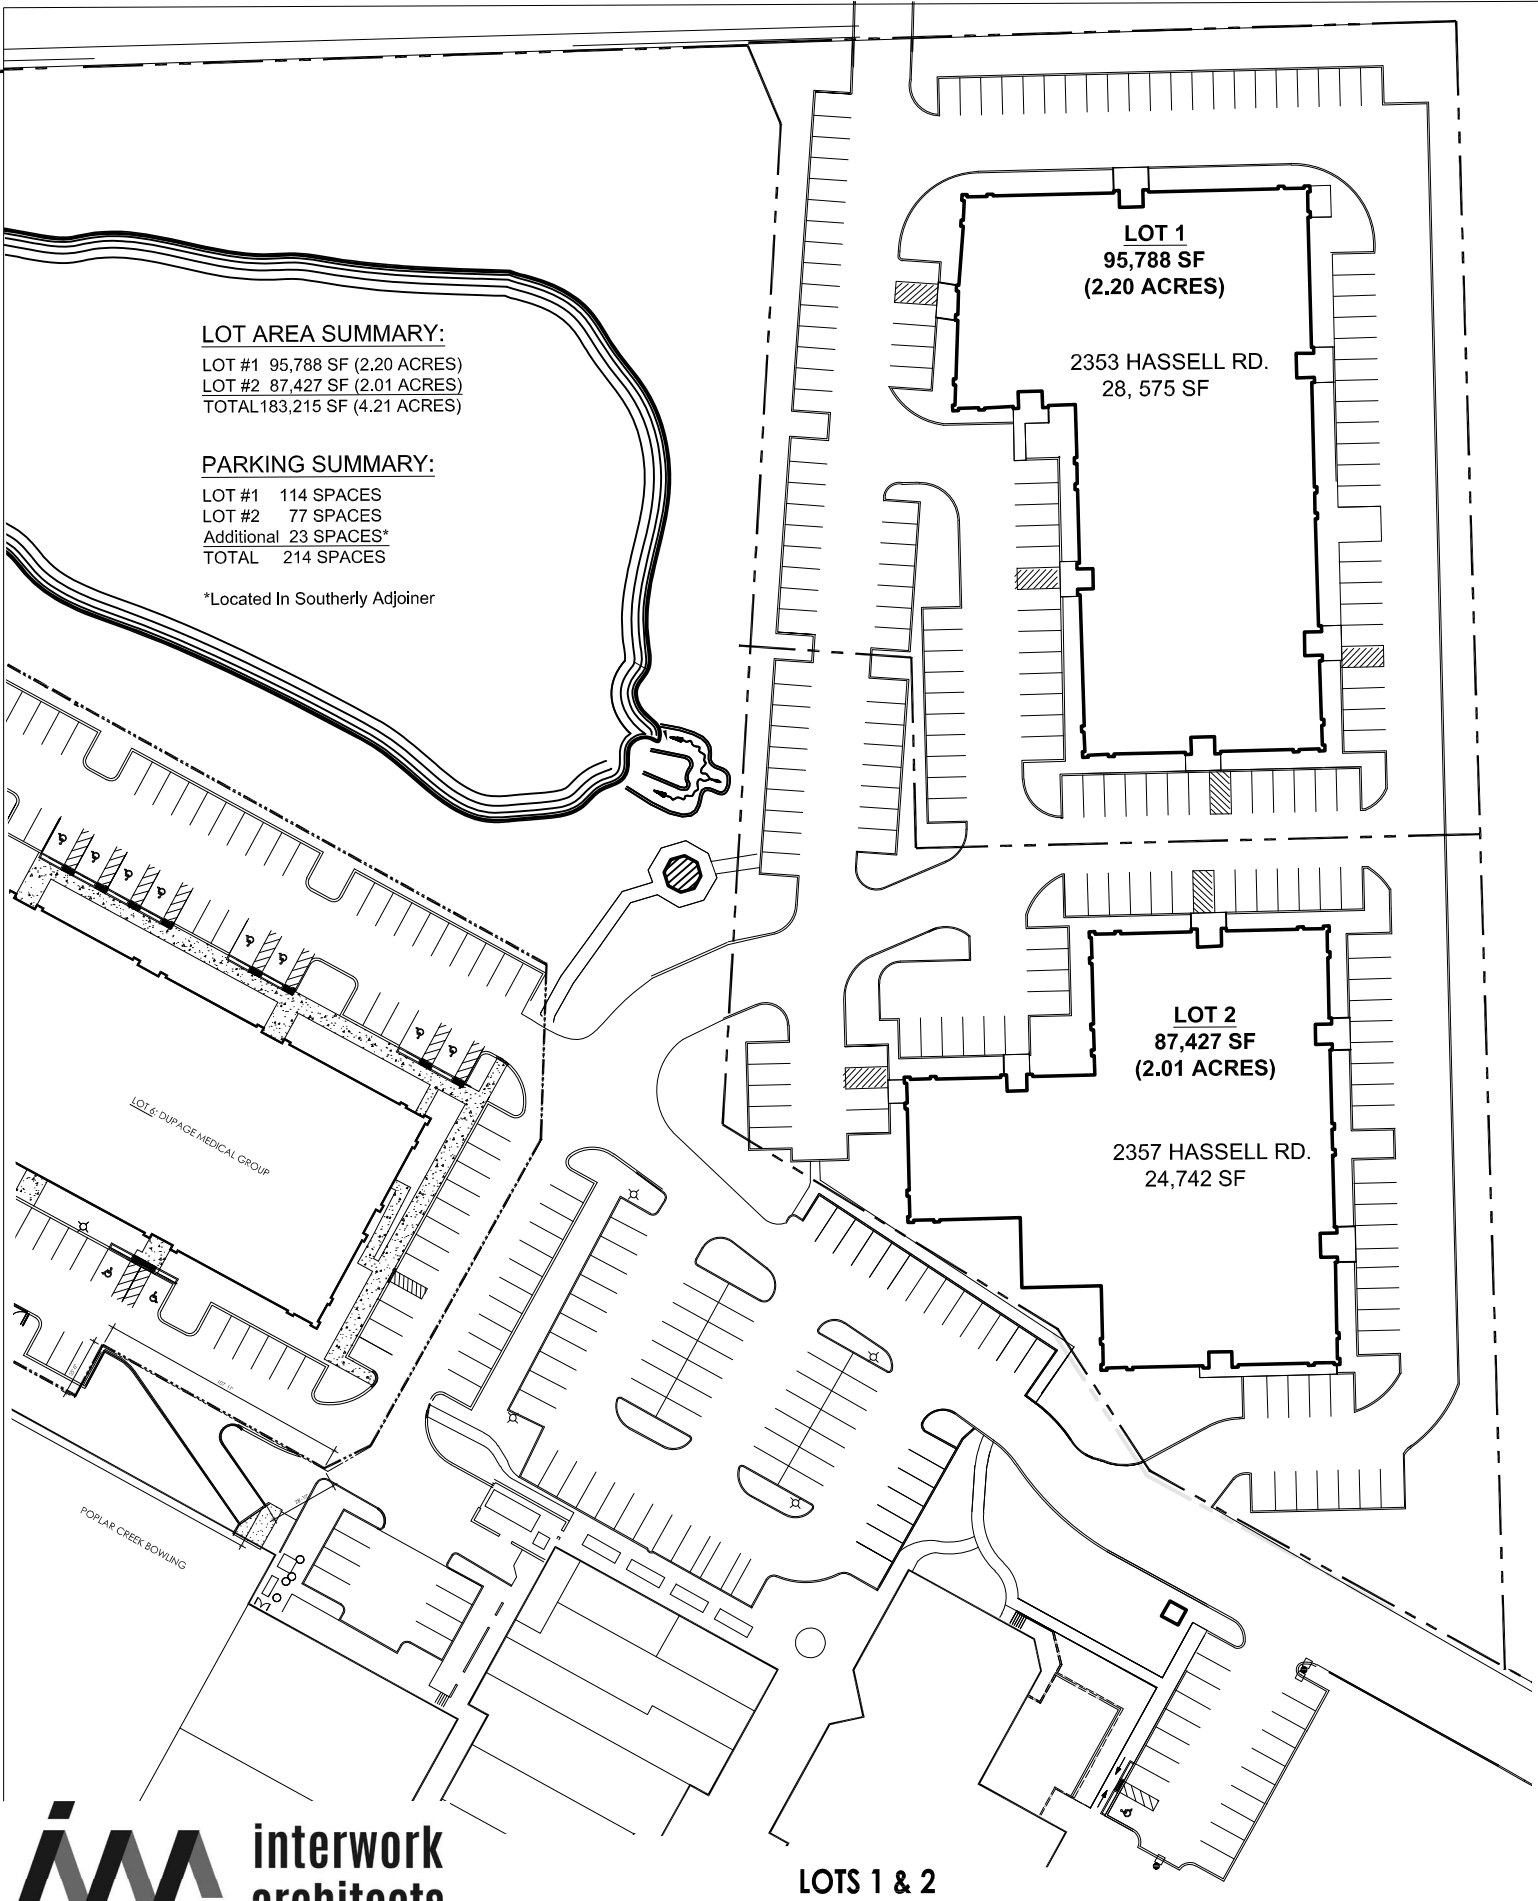 LOT 1
95,788 SF
(2.20 ACRES)
2353 HASSELL RD.
28, 575 SF
LOT AREA SUMMARY:
LOT #1 95,788 SF (2.20 ACRES)
LOT #2 87,427 SF (2.01 ACRES)
TOTAL183,215 SF (4.21 ACRES)
PARKING SUMMARY:
LOT #1 114 SPACES
LOT #2 77 SPACES
Additional 23 SPACES*
TOTAL 214 SPACES
*Located In Southerly Adjoiner
LOT 2
87,427 SF
(2.01 ACRES)
2357 HASSELL RD.
24,742 SF
LOT 6: DUPAGE MEDICAL GROUP
POPLAR CREEK BOWLING
interwork
architects
LOTS 1 & 2